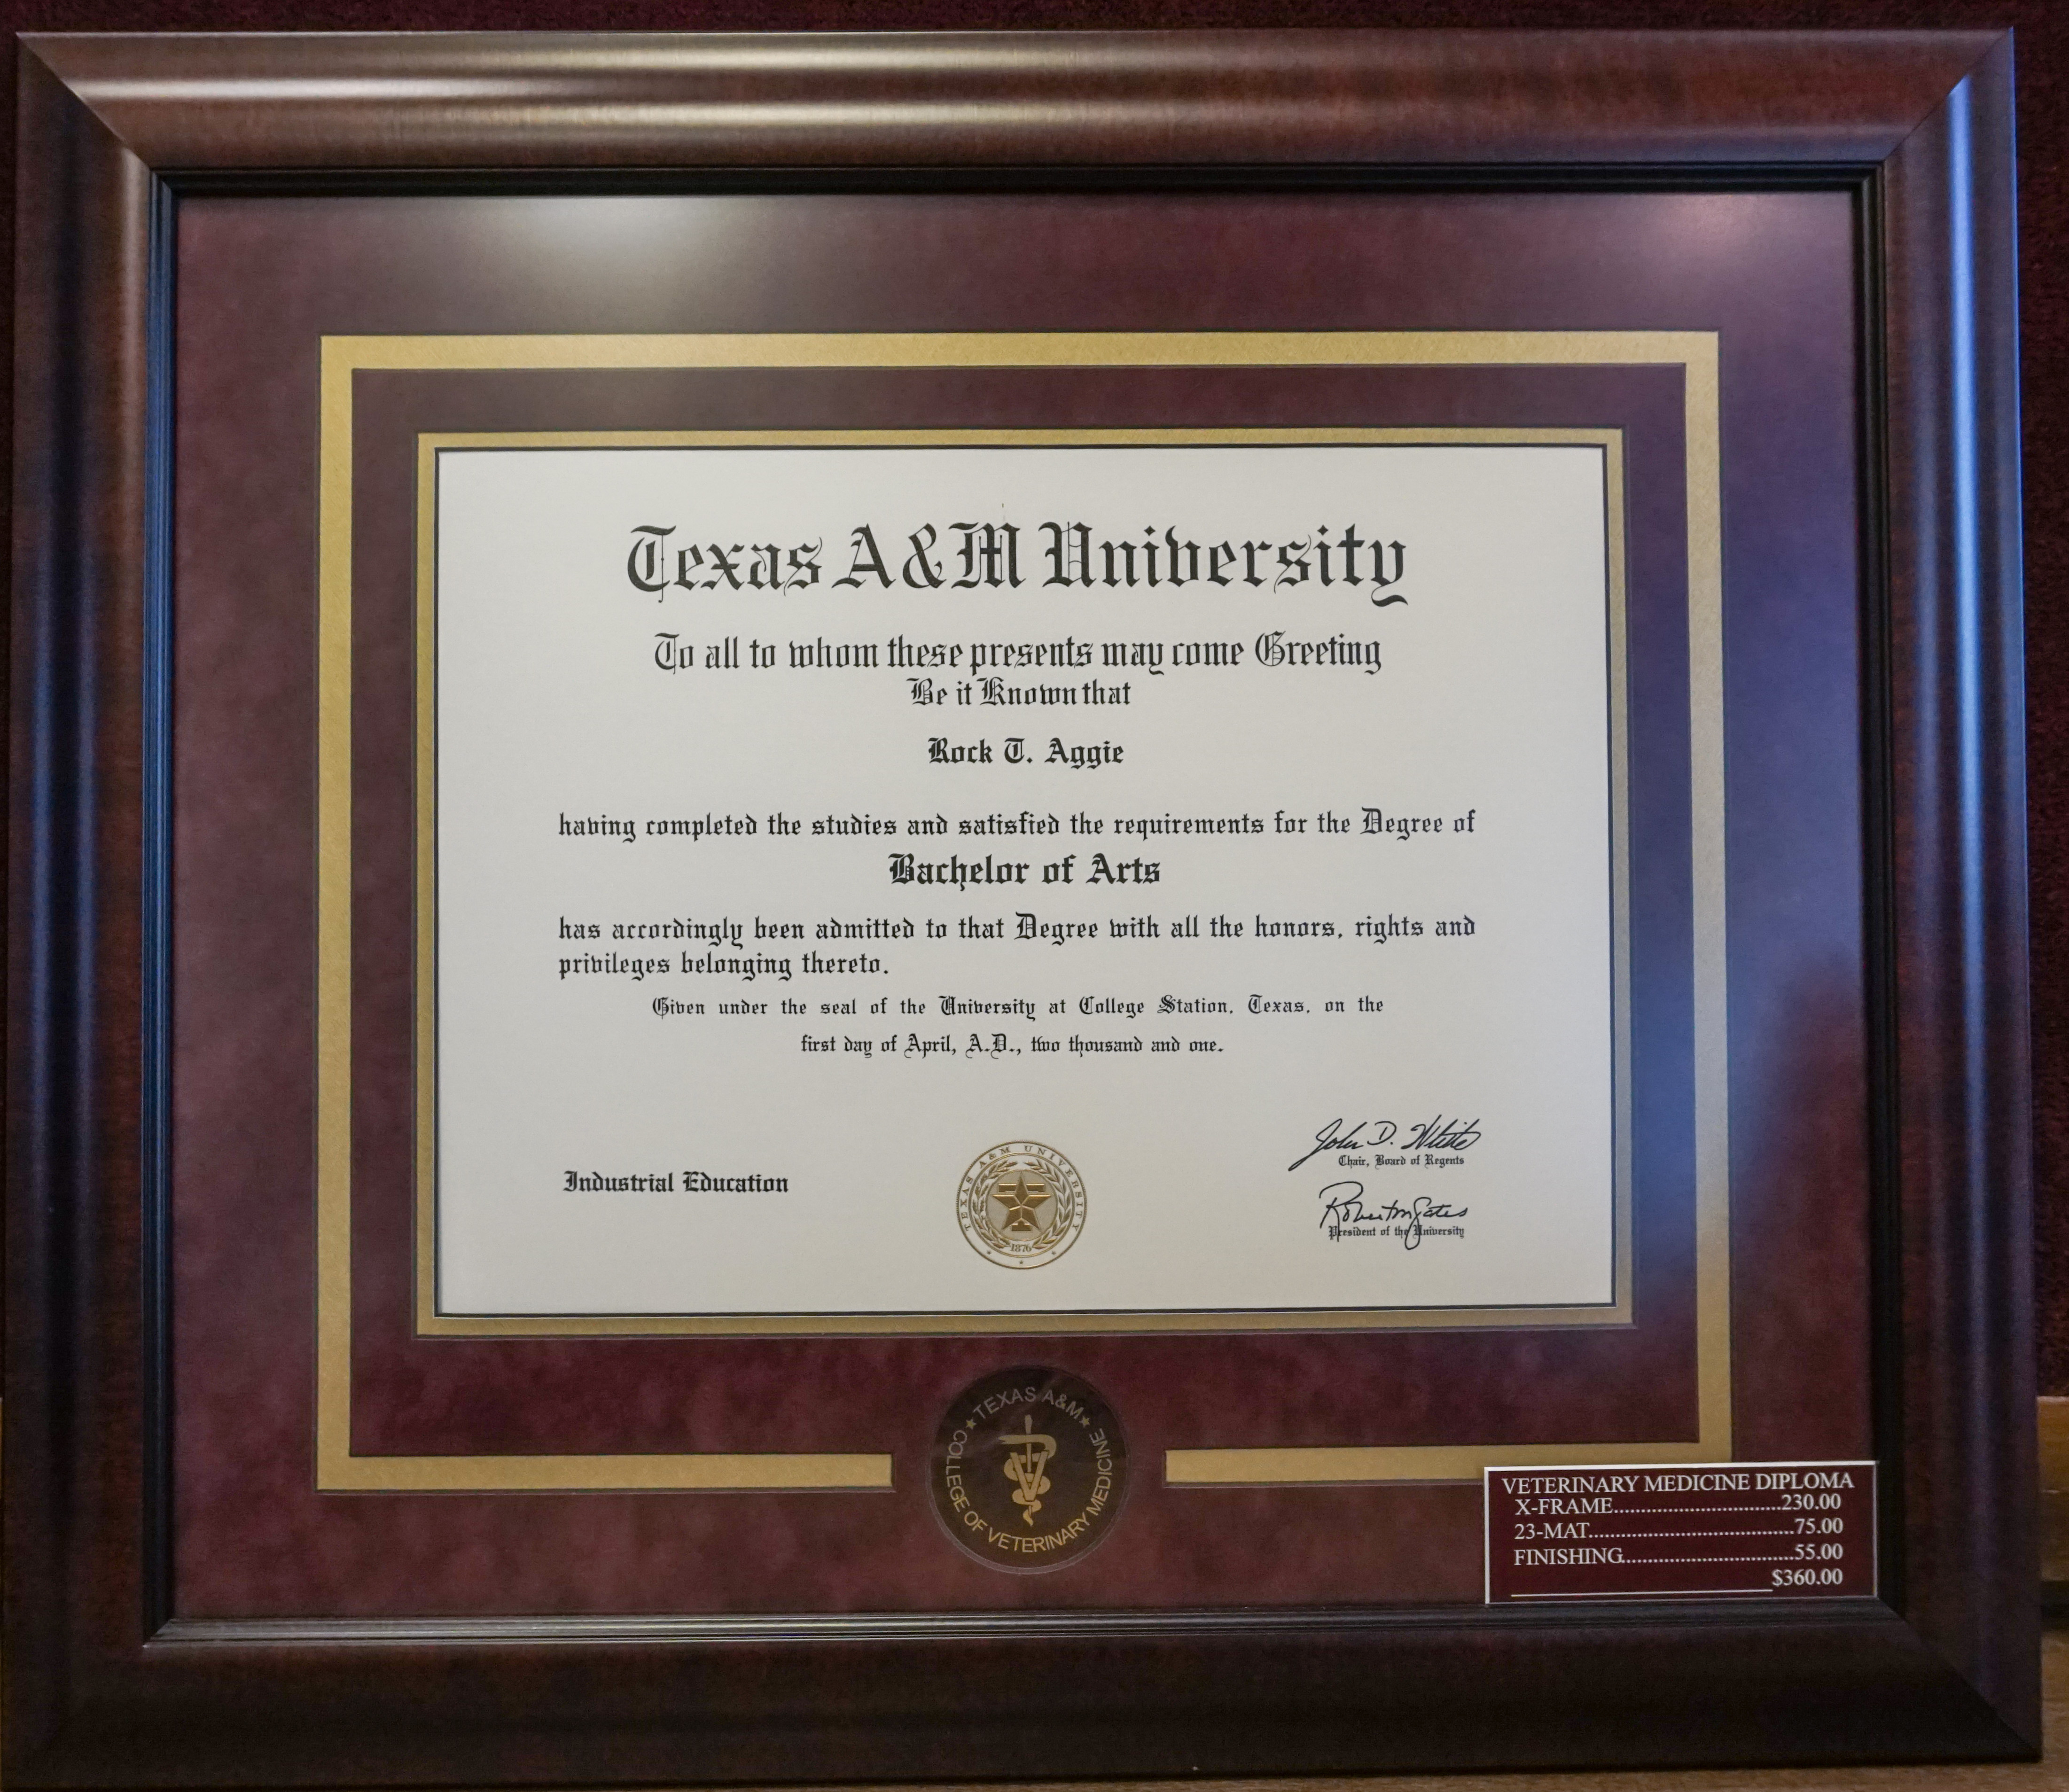 Texas A&M University
To all to whom these presents may come Greeting
Be it Known that
Rock T. Aggie
having completed the studies and satisfied the requirements for the Degree of
Bachelor of Arts
has accordingly been admitted to that Degree with all the honors, rights and
privileges belonging thereto.
Given under the seal of the University at College Station, Texas, on the
first day of April, A.D., two thousand and one.
John D. White
Chair, Board of Regents
Industrial Education
TEXAS A&M UNIVERSITY
1876
Robert M Gates
President of the University
TEXAS A&M
COLLEGE OF VETERINARY MEDICINE
V
VETERINARY MEDICINE DIPLOMA
X-FRAME.................................230.00
23-MAT.........................................75.00
FINISHING..................................55.00
$360.00